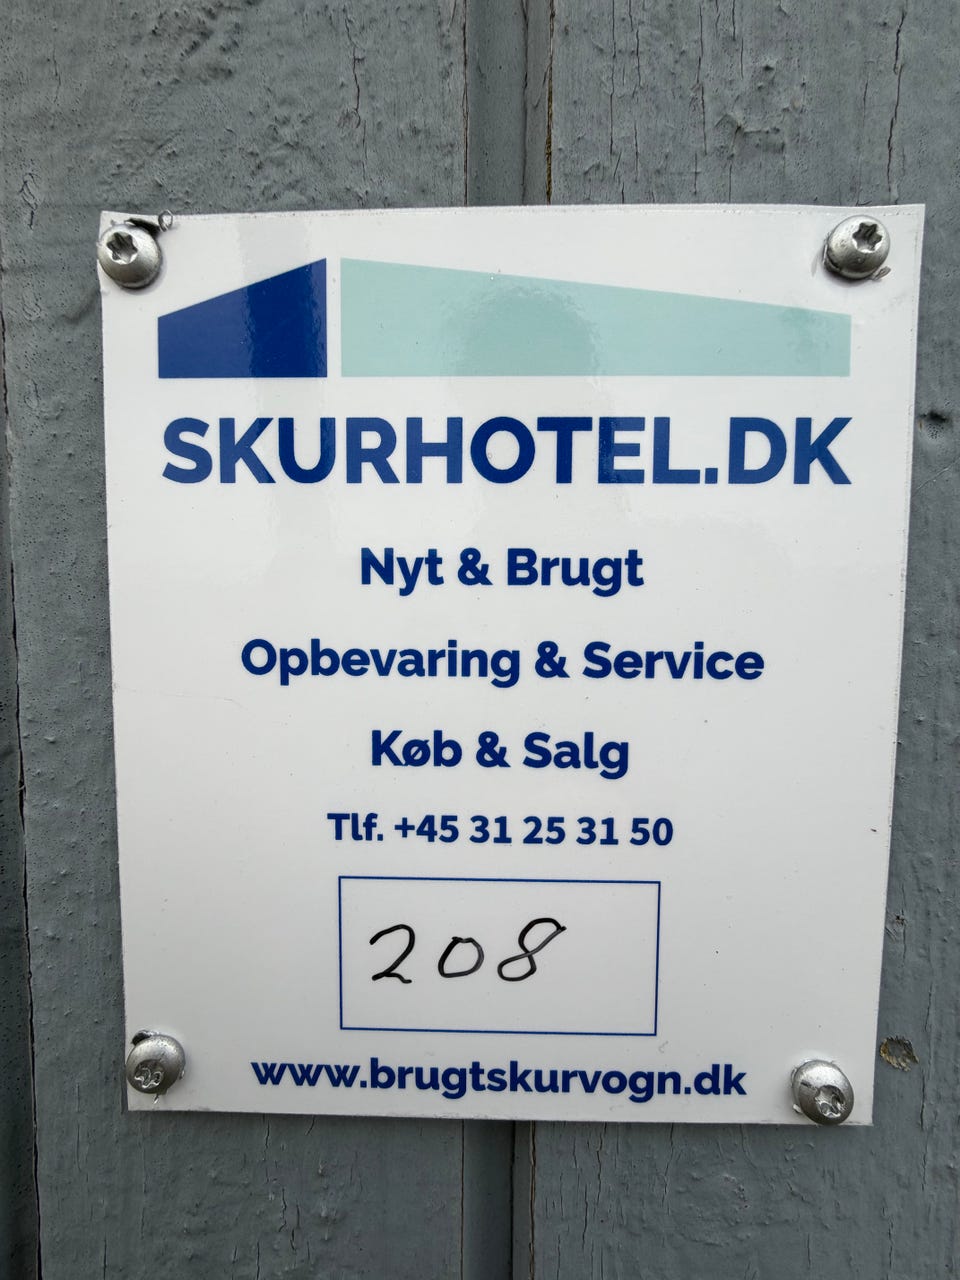 SKURHOTEL.DK
Nyt & Brugt
Opbevaring & Service
Køb & Salg
Tlf. +45 31 25 31 50
208
www.brugtskurvogn.dk